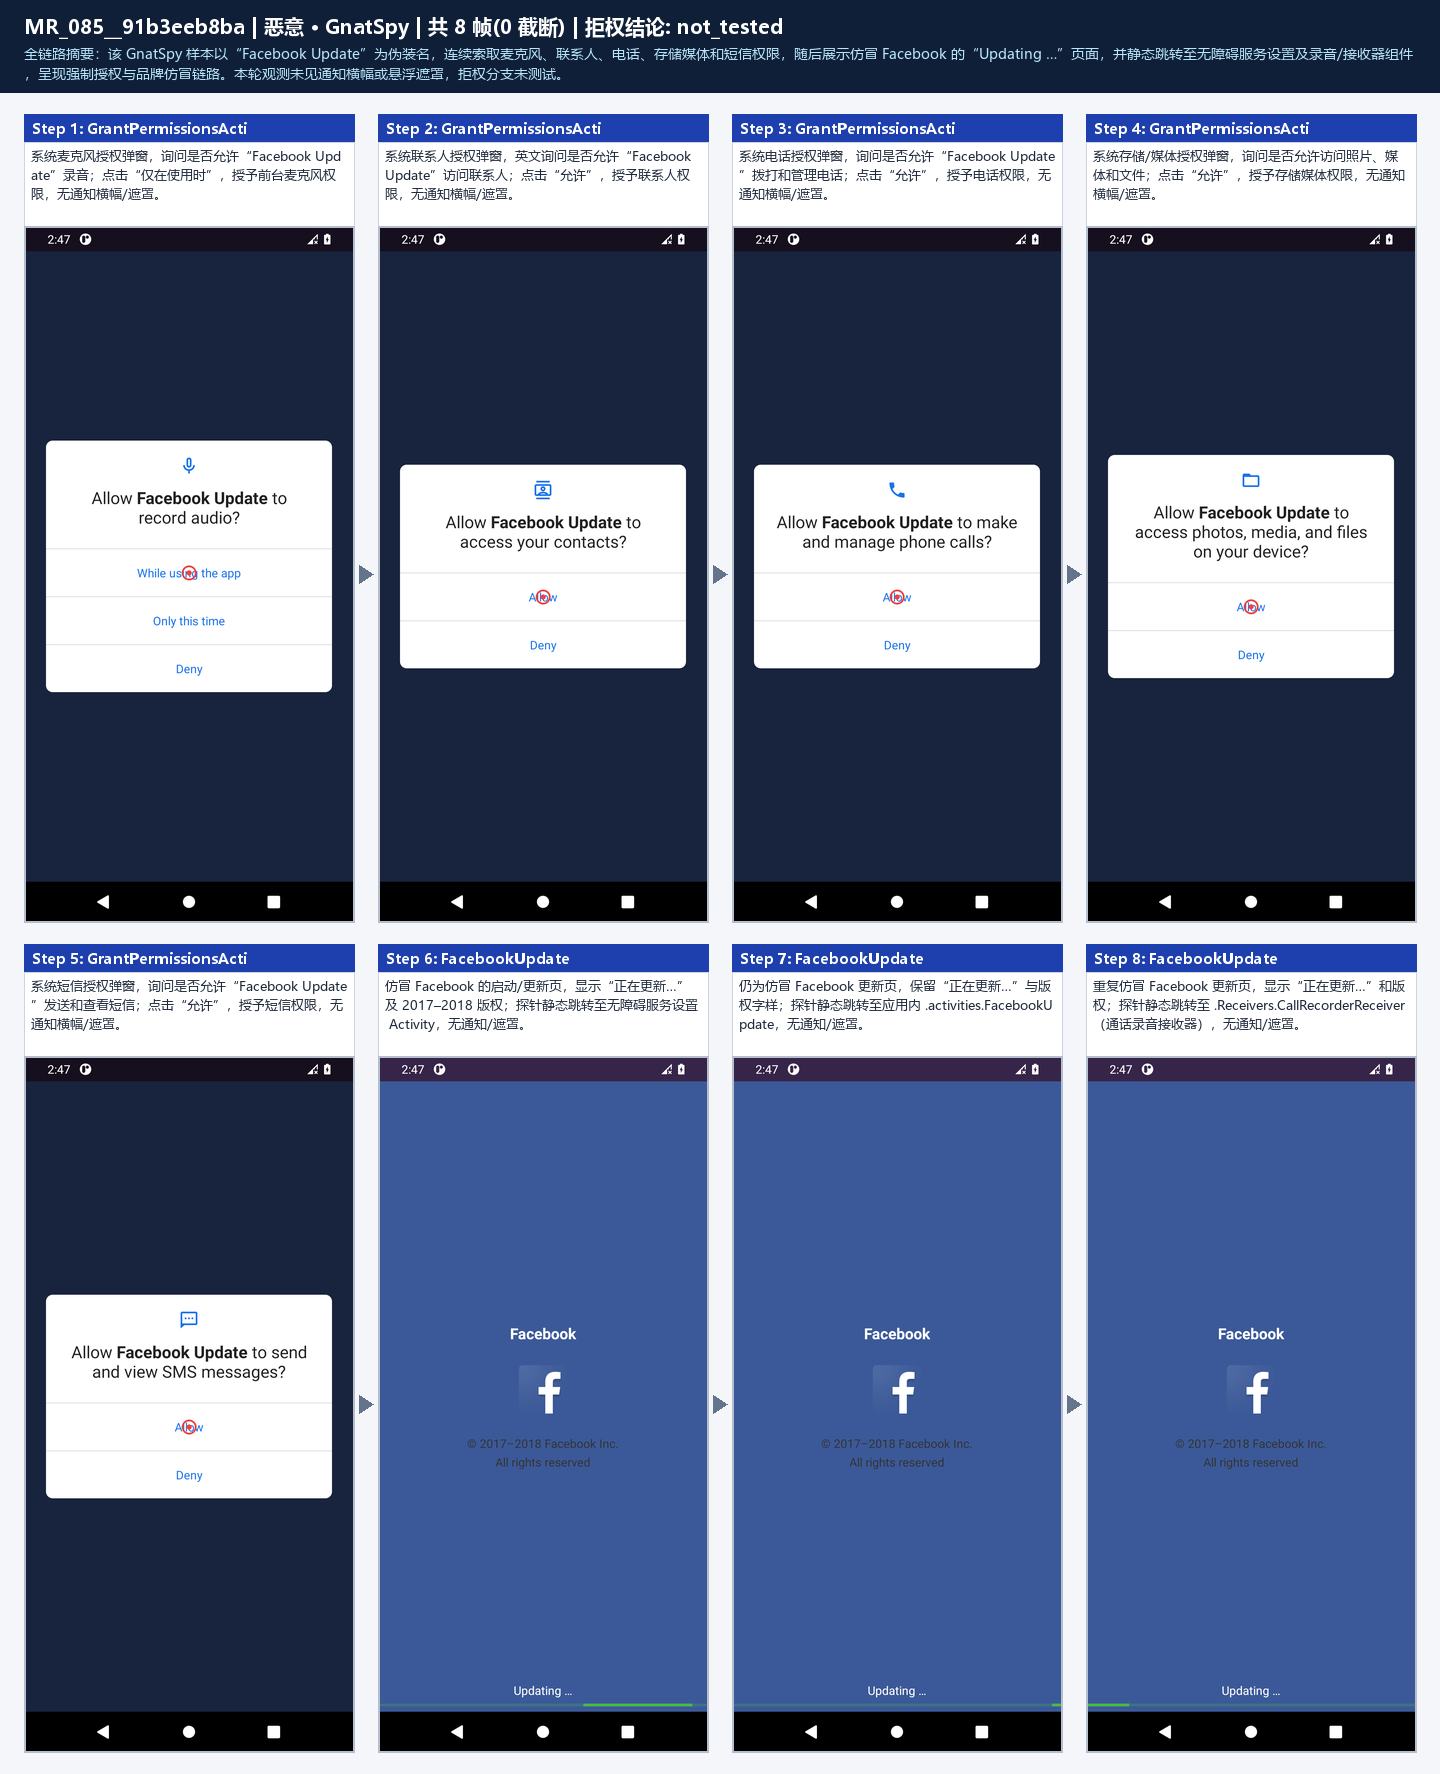 MR_085__91b3eeb8ba | 恶意 • GnatSpy | 共 8 帧(0 截断) | 拒权结论: not_tested
全链路摘要：该 GnatSpy 样本以“Facebook Update”为伪装名，连续索取麦克风、联系人、电话、存储媒体和短信权限，随后展示仿冒 Facebook 的“Updating ...”页面，并静态跳转至无障碍服务设置及录音/接收器组件
，呈现强制授权与品牌仿冒链路。本轮观测未见通知横幅或悬浮遮罩，拒权分支未测试。
Step 1: GrantPermissionsActi
系统麦克风授权弹窗，询问是否允许“Facebook Upd
ate”录音；点击“仅在使用时”，授予前台麦克风权
限，无通知横幅/遮罩。
2:47
Allow Facebook Update to
record audio?
While using the app
Only this time
Deny
Step 2: GrantPermissionsActi
系统联系人授权弹窗，英文询问是否允许“Facebook
Update”访问联系人；点击“允许”，授予联系人权
限，无通知横幅/遮罩。
2:47
Allow Facebook Update to
access your contacts?
Allow
Deny
Step 3: GrantPermissionsActi
系统电话授权弹窗，询问是否允许“Facebook Update
”拨打和管理电话；点击“允许”，授予电话权限，无
通知横幅/遮罩。
2:47
Allow Facebook Update to make
and manage phone calls?
Allow
Deny
Step 4: GrantPermissionsActi
系统存储/媒体授权弹窗，询问是否允许访问照片、媒
体和文件；点击“允许”，授予存储媒体权限，无通知
横幅/遮罩。
2:47
Allow Facebook Update to
access photos, media, and files
on your device?
Allow
Deny
Step 5: GrantPermissionsActi
系统短信授权弹窗，询问是否允许“Facebook Update
”发送和查看短信；点击“允许”，授予短信权限，无
通知横幅/遮罩。
2:47
Allow Facebook Update to send
and view SMS messages?
Allow
Deny
Step 6: FacebookUpdate
仿冒 Facebook 的启动/更新页，显示“正在更新...”
及 2017–2018 版权；探针静态跳转至无障碍服务设置
Activity，无通知/遮罩。
2:47
Facebook
© 2017–2018 Facebook Inc.
All rights reserved
Updating ...
Step 7: FacebookUpdate
仍为仿冒 Facebook 更新页，保留“正在更新...”与版
权字样；探针静态跳转至应用内 .activities.FacebookU
pdate，无通知/遮罩。
2:47
Facebook
© 2017–2018 Facebook Inc.
All rights reserved
Updating ...
Step 8: FacebookUpdate
重复仿冒 Facebook 更新页，显示“正在更新...”和版
权；探针静态跳转至 .Receivers.CallRecorderReceiver
（通话录音接收器），无通知/遮罩。
2:47
Facebook
© 2017–2018 Facebook Inc.
All rights reserved
Updating ...